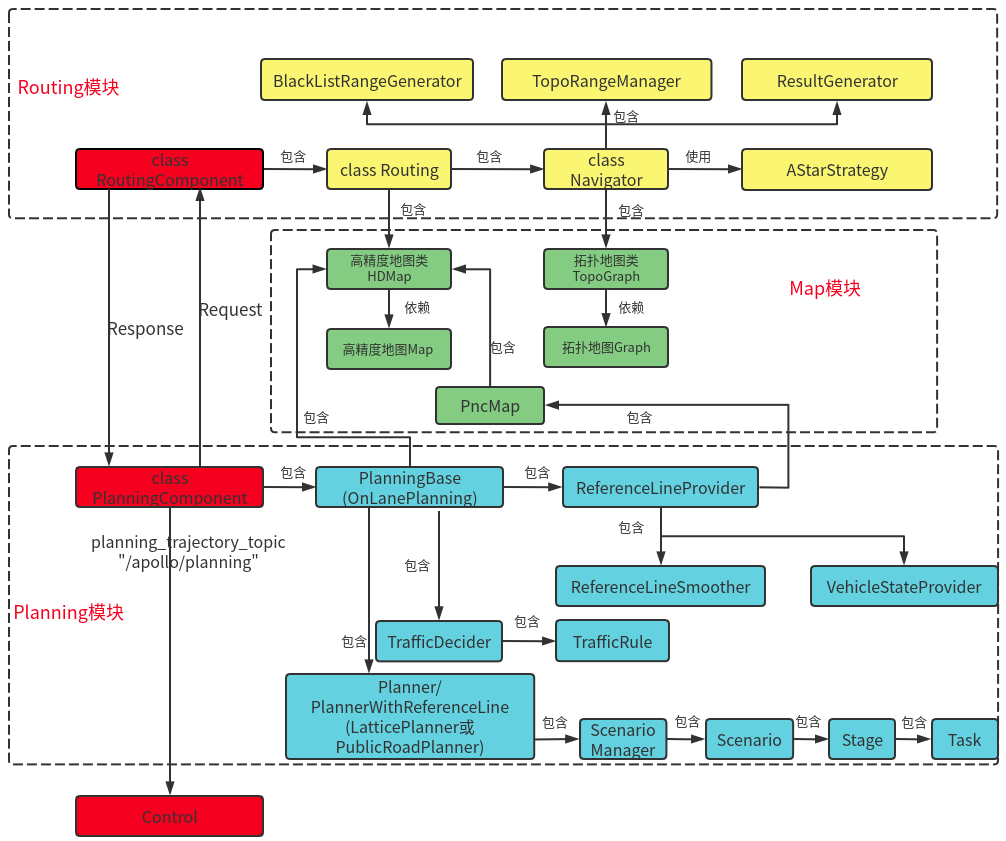 Routing模块
BlackListRangeGenerator
TopoRangeManager
ResultGenerator
包含
class
RoutingComponent
包含
class Routing
包含
class
Navigator
使用
AStarStrategy
包含
包含
高精度地图类
HDMap
拓扑地图类
TopoGraph
Map模块
依赖
依赖
Request
Response
高精度地图Map
包含
拓扑地图Graph
PncMap
包含
包含
class
PlanningComponent
包含
PlanningBase
(OnLanePlanning)
包含
ReferenceLineProvider
包含
planning_trajectory_topic
"/apollo/planning"
包含
ReferenceLineSmoother
VehicleStateProvider
Planning模块
包含
TrafficDecider
包含
TrafficRule
Planner/
PlannerWithReferenceLine
(LatticePlanner或
PublicRoadPlanner)
包含
Scenario
Manager
包含
Scenario
包含
Stage
包含
Task
Control